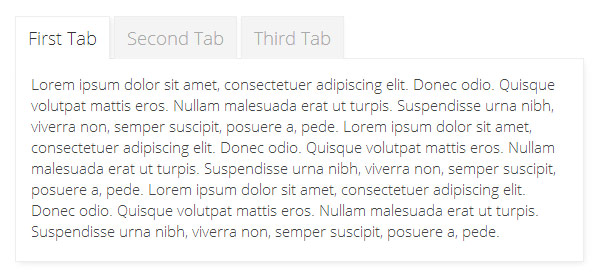 First Tab Second Tab Third Tab
Lorem ipsum dolor sit amet, consectetuer adipiscing elit. Donec odio. Quisque
volutpat mattis eros. Nullam malesuada erat ut turpis. Suspendisse urna nibh,
viverra non, semper suscipit, posuere a, pede. Lorem ipsum dolor sit amet,
consectetuer adipiscing elit. Donec odio. Quisque volutpat mattis eros. Nullam
malesuada erat ut turpis. Suspendisse urna nibh, viverra non, semper suscipit,
posuere a, pede. Lorem ipsum dolor sit amet, consectetuer adipiscing elit.
Donec odio. Quisque volutpat mattis eros. Nullam malesuada erat ut turpis.
Suspendisse urna nibh, viverra non, semper suscipit, posuere a, pede.